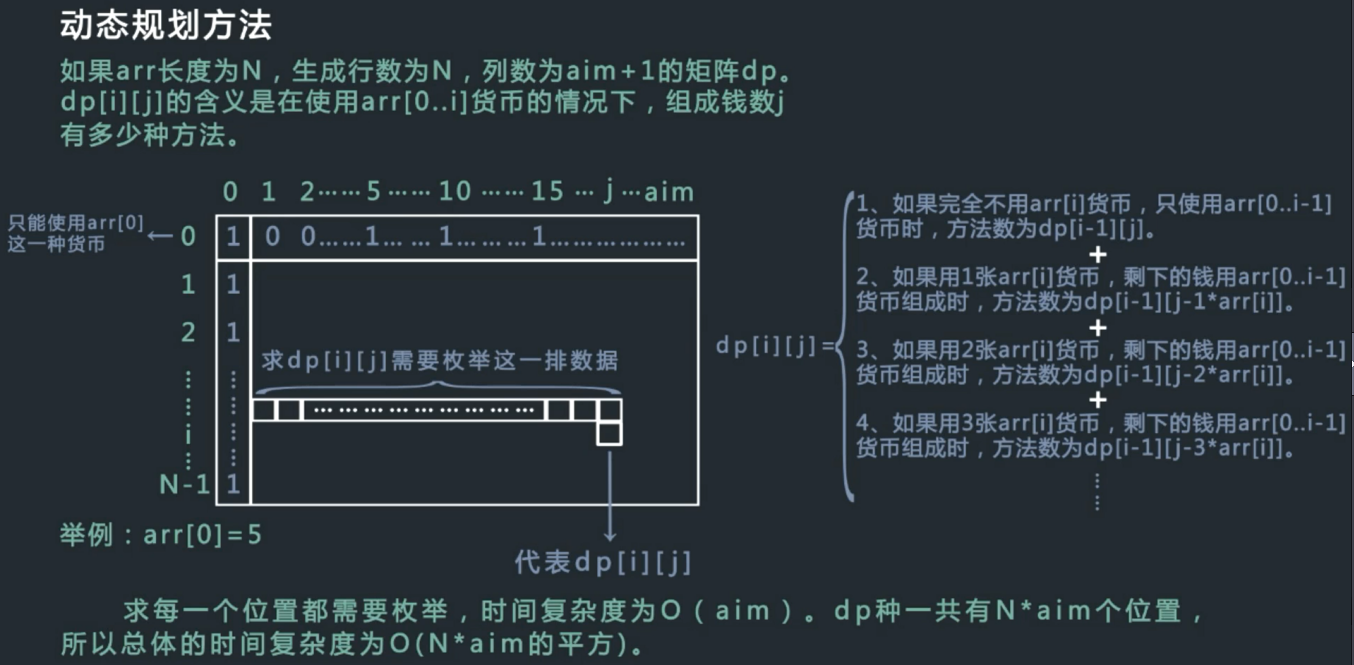 动态规划方法
如果arr长度为N，生成行数为N，列数为aim+1的矩阵dp。
dp[i][j]的含义是在使用arr[0..i]货币的情况下，组成钱数j
有多少种方法。
0 1 2……5……10……15…j…aim
只能使用arr[0]
这一种货币
←0 1 0 0……1……1……1………………
1 1
2 1
求dp[i][j]需要枚举这一排数据
…………………………
i
N-1 1
代表dp[i][j]
举例：arr[0]=5
dp[i][j]=
1、如果完全不用arr[i]货币，只使用arr[0..i-1]
货币时，方法数为dp[i-1][j]。
+
2、如果用1张arr[i]货币，剩下的钱用arr[0..i-1]
货币组成时，方法数为dp[i-1][j-1*arr[i]]。
+
3、如果用2张arr[i]货币，剩下的钱用arr[0..i-1]
货币组成时，方法数为dp[i-1][j-2*arr[i]]。
+
4、如果用3张arr[i]货币，剩下的钱用arr[0..i-1]
货币组成时，方法数为dp[i-1][j-3*arr[i]]。
……
求每一个位置都需要枚举，时间复杂度为O（aim）。dp种一共有N*aim个位置，
所以总体的时间复杂度为O(N*aim的平方)。